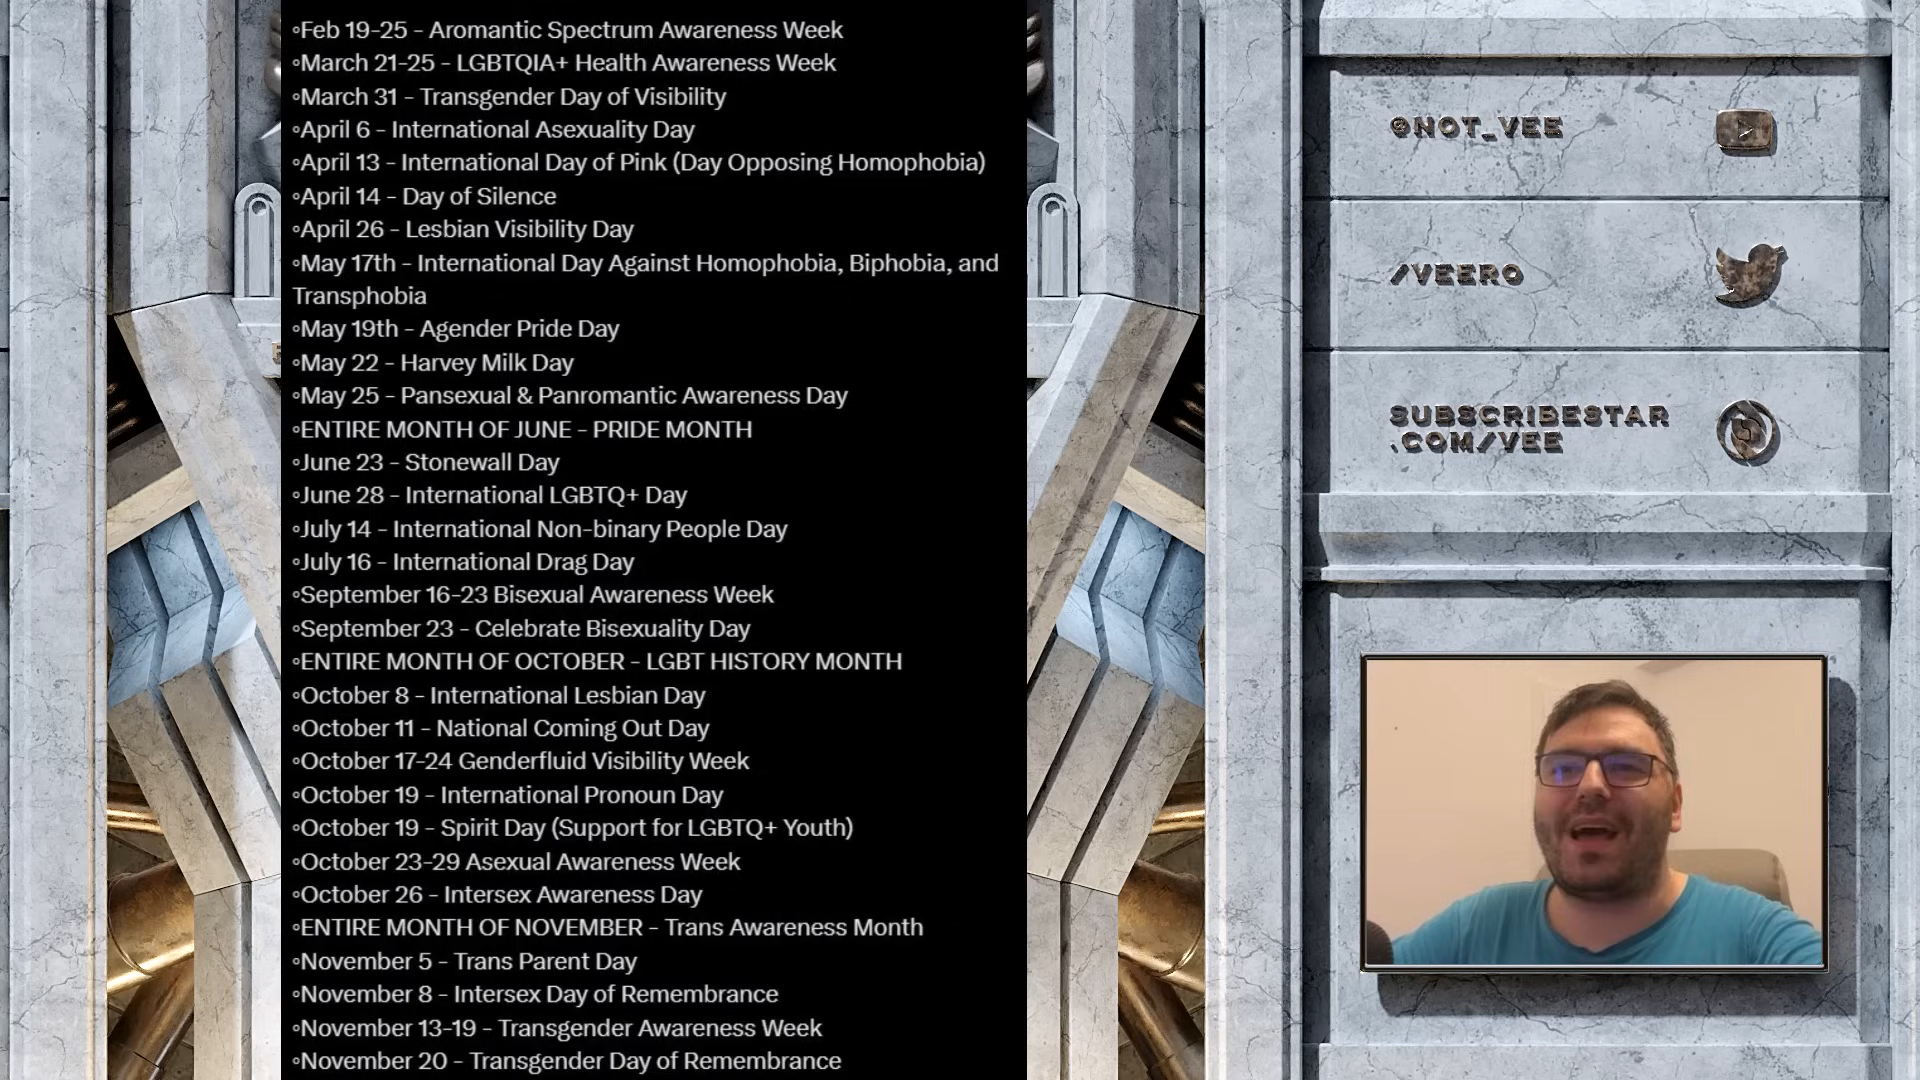 ◦Feb 19-25 - Aromantic Spectrum Awareness Week
◦March 21-25 - LGBTQIA+ Health Awareness Week
◦March 31 - Transgender Day of Visibility
◦April 6 - International Asexuality Day
◦April 13 - International Day of Pink (Day Opposing Homophobia)
◦April 14 - Day of Silence
◦April 26 - Lesbian Visibility Day
◦May 17th - International Day Against Homophobia, Biphobia, and
Transphobia
◦May 19th - Agender Pride Day
◦May 22 - Harvey Milk Day
◦May 25 - Pansexual & Panromantic Awareness Day
◦ENTIRE MONTH OF JUNE - PRIDE MONTH
◦June 23 - Stonewall Day
◦June 28 - International LGBTQ+ Day
◦July 14 - International Non-binary People Day
◦July 16 - International Drag Day
◦September 16-23 Bisexual Awareness Week
◦September 23 - Celebrate Bisexuality Day
◦ENTIRE MONTH OF OCTOBER - LGBT HISTORY MONTH
◦October 8 - International Lesbian Day
◦October 11 - National Coming Out Day
◦October 17-24 Genderfluid Visibility Week
◦October 19 - International Pronoun Day
◦October 19 - Spirit Day (Support for LGBTQ+ Youth)
◦October 23-29 Asexual Awareness Week
◦October 26 - Intersex Awareness Day
◦ENTIRE MONTH OF NOVEMBER - Trans Awareness Month
◦November 5 - Trans Parent Day
◦November 8 - Intersex Day of Remembrance
◦November 13-19 - Transgender Awareness Week
◦November 20 - Transgender Day of Remembrance
@NOT_VEE
/VEERO
SUBSCRIBESTAR
.COM/VEE